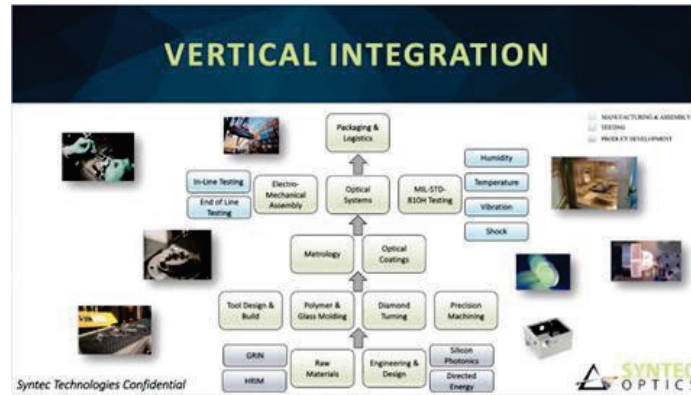 VERTICAL INTEGRATION
MANUFACTURING & ASSEMBLY
TESTING
PRODUCT DEVELOPMENT
Packaging &
Logistics
In-Line Testing
End of Line
Testing
Electro-
Mechanical
Assembly
Optical
Systems
MIL-STD-
810H Testing
Humidity
Temperature
Vibration
Shock
Metrology
Optical
Coatings
Tool Design &
Build
Polymer &
Glass Molding
Diamond
Turning
Precision
Machining
GRIN
HRIM
Raw
Materials
Engineering &
Design
Silicon
Photonics
Directed
Energy
Syntec Technologies Confidential
SYNTEC
OPTICS